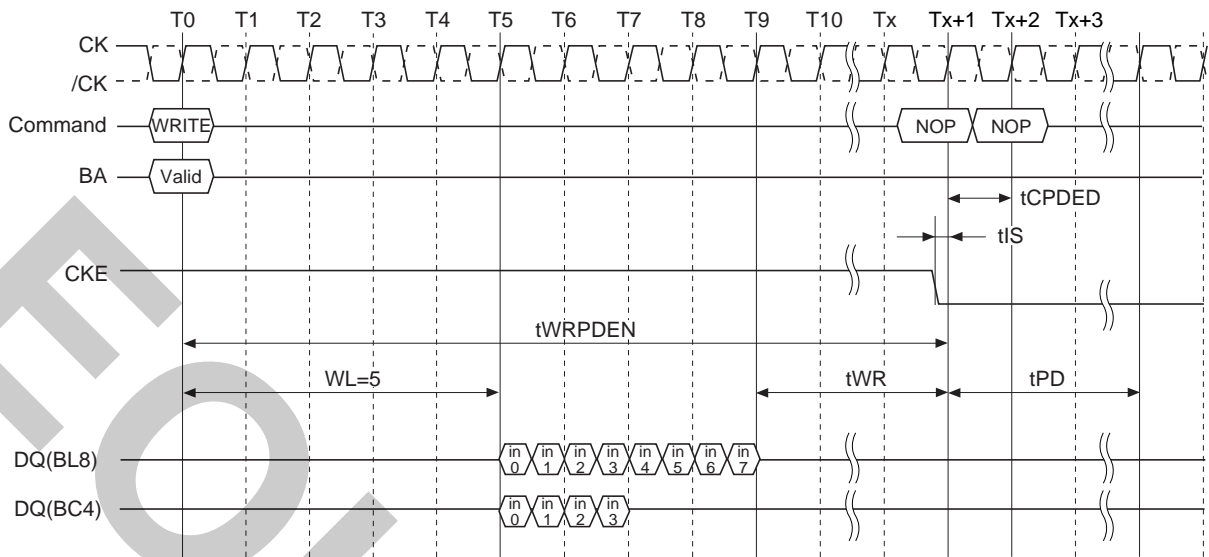 T0 T1 T2 T3 T4 T5 T6 T7 T8 T9 T10 Tx Tx+1 Tx+2 Tx+3
CK
/CK
Command WRITE NOP NOP
BA Valid
tCPDED
tIS
CKE
tWRPDEN
WL=5 tWR tPD
DQ(BL8) in 0 in 1 in 2 in 3 in 4 in 5 in 6 in 7
DQ(BC4) in 0 in 1 in 2 in 3